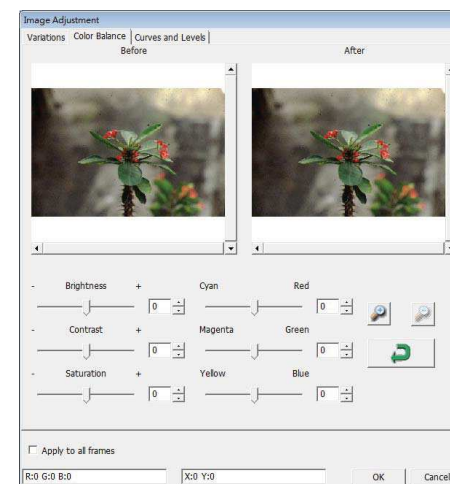 Image Adjustment
Variations Color Balance Curves and Levels
Before After
- Brightness + 0 Cyan Red 0
- Contrast + 0 Magenta Green 0
- Saturation + 0 Yellow Blue 0
Apply to all frames
R:0 G:0 B:0 X:0 Y:0 OK Cancel